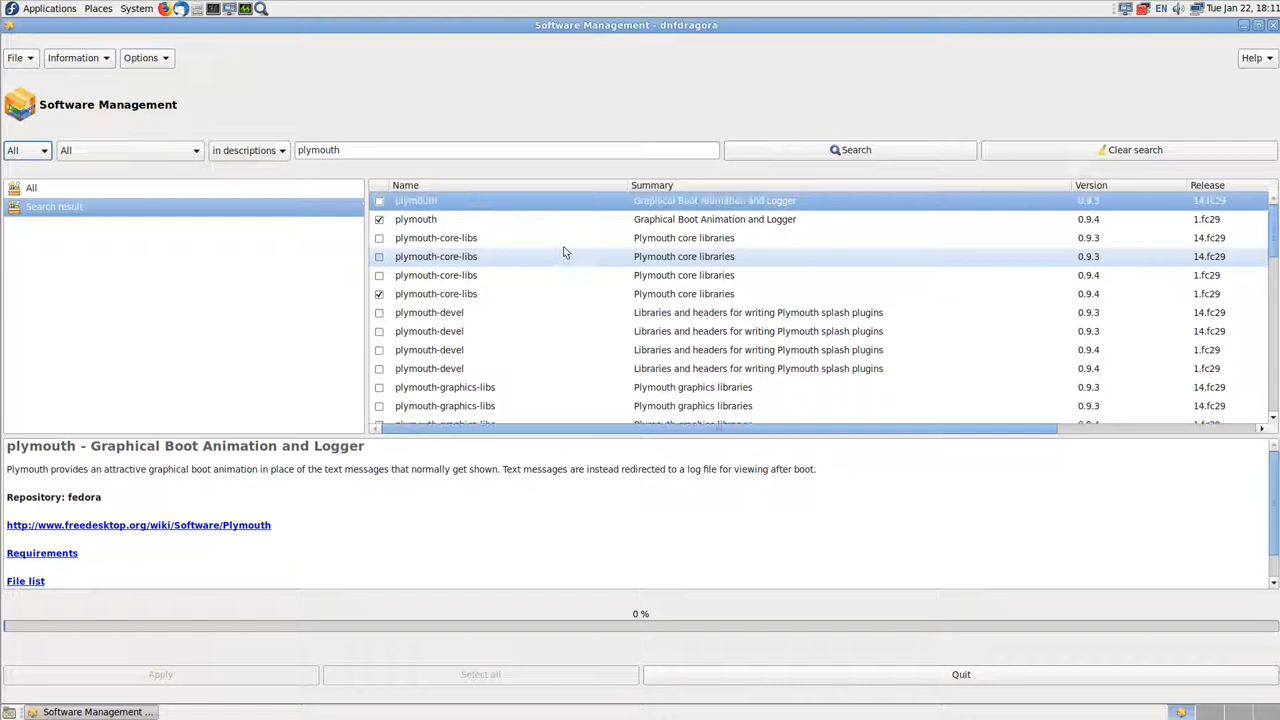 Applications Places System EN Tue Jan 22, 18:11
Software Management - dnfdragora
File Information Options Help
Software Management
All All in descriptions plymouth Search Clear search
All
Search result
Name Summary Version Release
plymouth Graphical Boot Animation and Logger 0.9.3 14.fc29
plymouth Graphical Boot Animation and Logger 0.9.4 1.fc29
plymouth-core-libs Plymouth core libraries 0.9.3 14.fc29
plymouth-core-libs Plymouth core libraries 0.9.3 14.fc29
plymouth-core-libs Plymouth core libraries 0.9.4 1.fc29
plymouth-core-libs Plymouth core libraries 0.9.4 1.fc29
plymouth-devel Libraries and headers for writing Plymouth splash plugins 0.9.3 14.fc29
plymouth-devel Libraries and headers for writing Plymouth splash plugins 0.9.3 14.fc29
plymouth-devel Libraries and headers for writing Plymouth splash plugins 0.9.4 1.fc29
plymouth-devel Libraries and headers for writing Plymouth splash plugins 0.9.4 1.fc29
plymouth-graphics-libs Plymouth graphics libraries 0.9.3 14.fc29
plymouth-graphics-libs Plymouth graphics libraries 0.9.3 14.fc29
plymouth - Graphical Boot Animation and Logger
Plymouth provides an attractive graphical boot animation in place of the text messages that normally get shown. Text messages are instead redirected to a log file for viewing after boot.
Repository: fedora
http://www.freedesktop.org/wiki/Software/Plymouth
Requirements
File list
0 %
Apply Select all Quit
Software Management ...